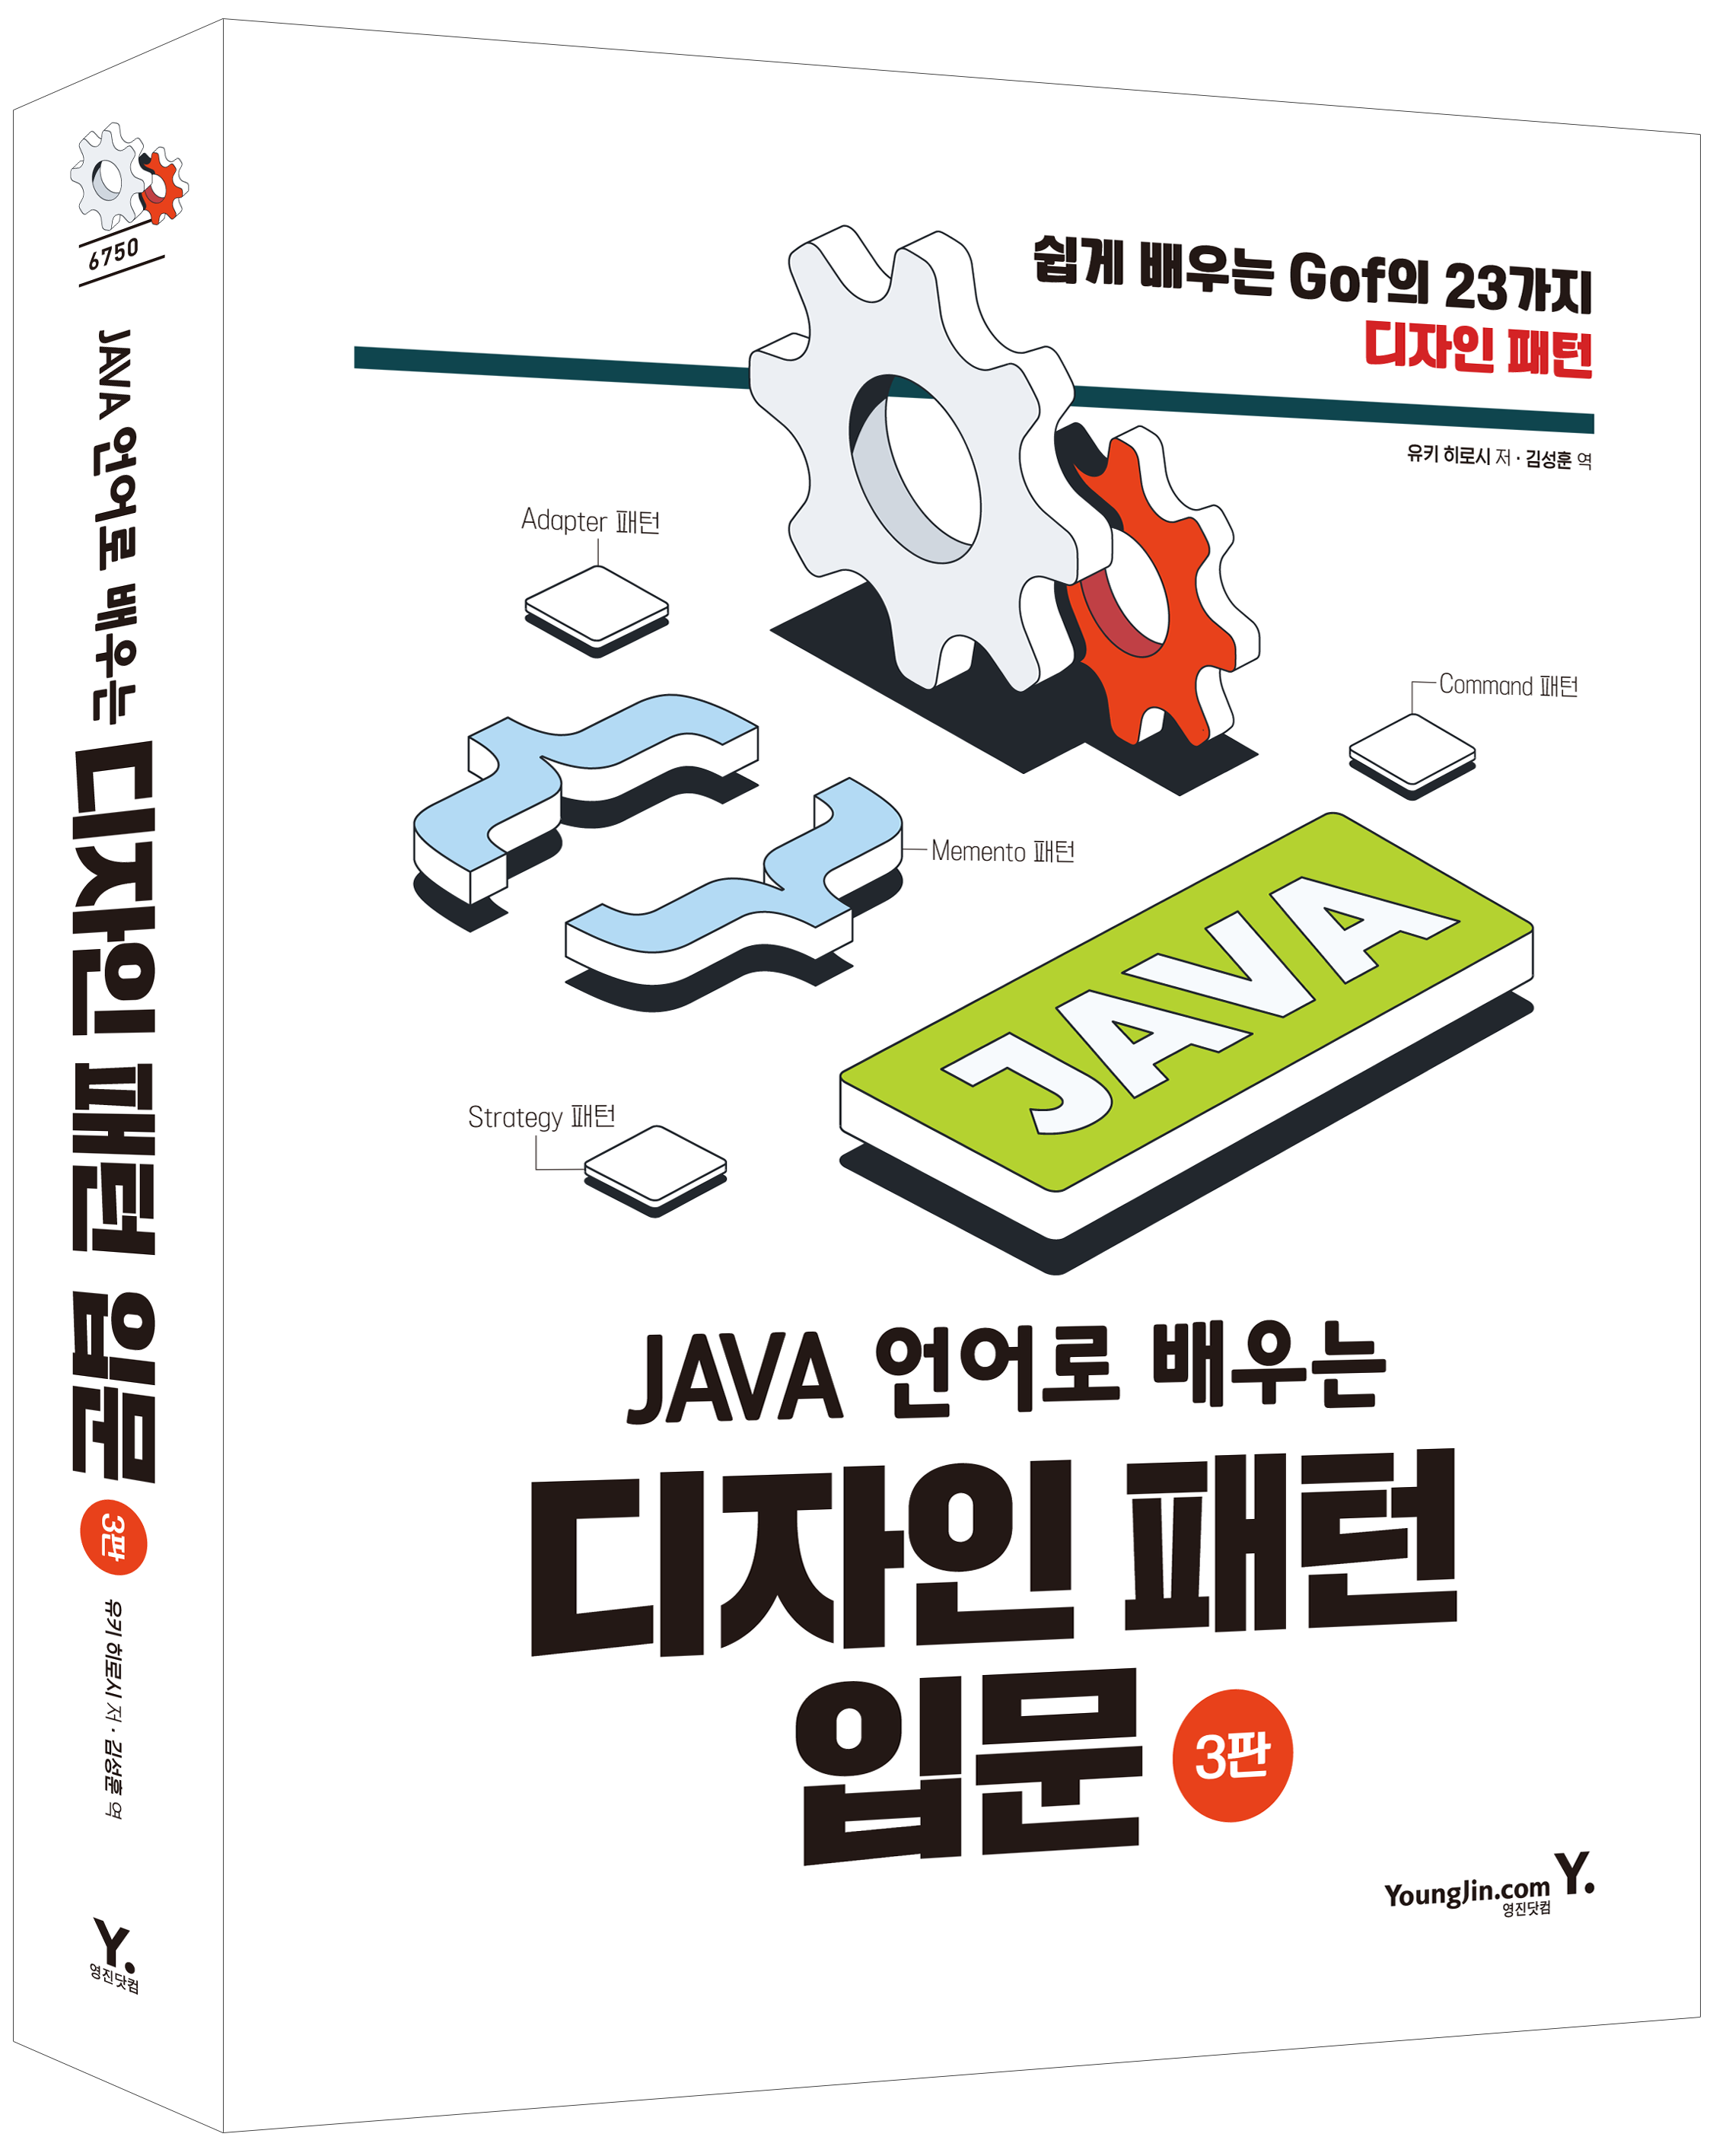 쉽게 배우는 Gof의 23가지
디자인 패턴
유키 히로시 저 · 김성훈 역
Adapter 패턴
Command 패턴
Memento 패턴
JAVA
Strategy 패턴
JAVA 언어로 배우는
디자인 패턴
입문
3판
YoungJin.com Y.
영진닷컴
6750
JAVA 언어로 배우는 디자인 패턴 입문 3판 유키 히로시 저 · 김성훈 역
Y.
영진닷컴